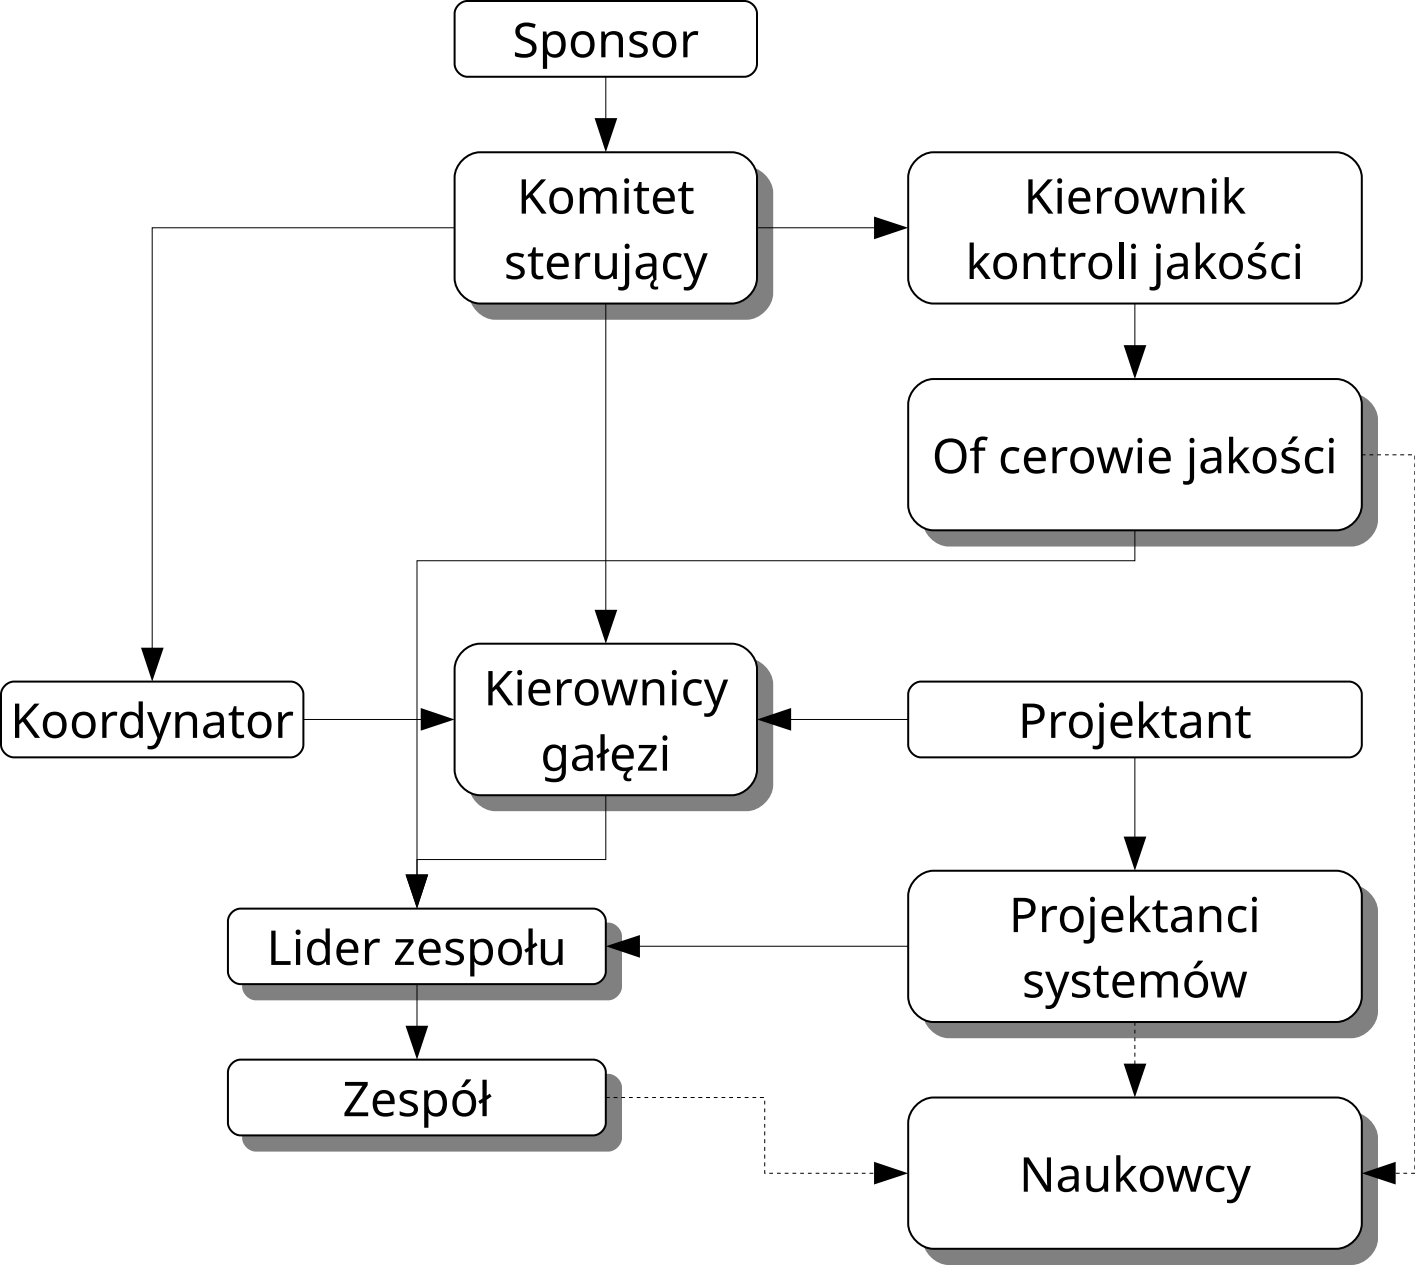 Sponsor
Komitet
sterujący
Kierownik
kontroli jakości
Of cerowie jakości
Koordynator
Kierownicy
gałęzi
Projektant
Lider zespołu
Projektanci
systemów
Zespół
Naukowcy